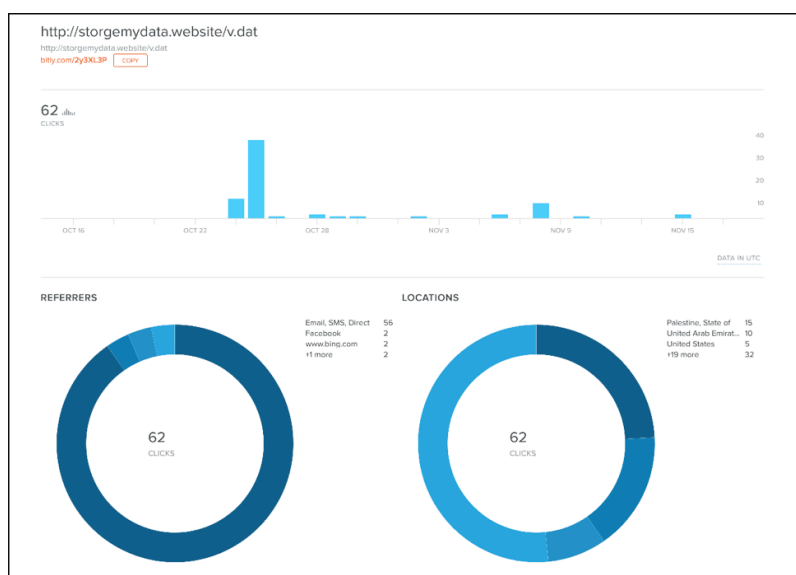 http://storgemydata.website/v.dat
http://storgemydata.website/v.dat
bitly.com/2y3XL3P COPY
62
CLICKS
40
30
20
10
OCT 16 OCT 22 OCT 28 NOV 3 NOV 9 NOV 15
DATA IN UTC
REFERRERS
Email, SMS, Direct 56
Facebook 2
www.bing.com 2
+1 more 2
62
CLICKS
LOCATIONS
Palestine, State of 15
United Arab Emirat... 10
United States 5
+19 more 32
62
CLICKS